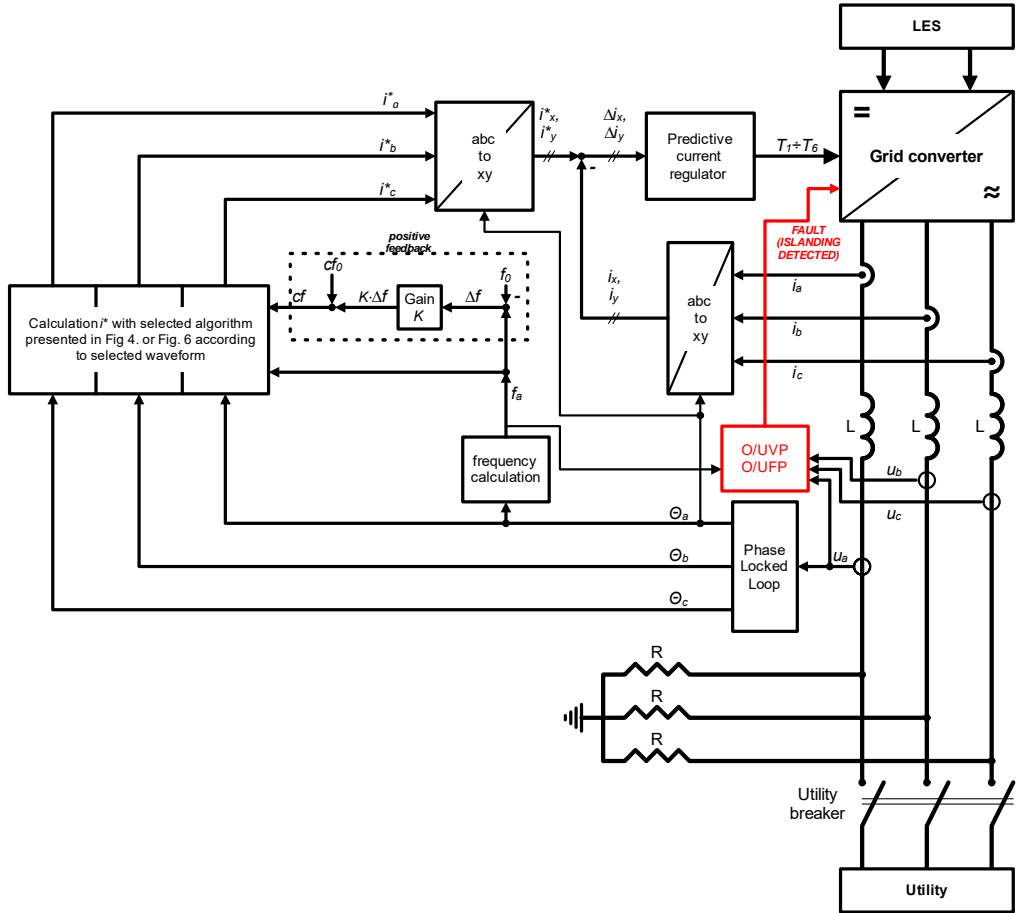 LES
=
Grid converter
≈
i*a
i*b
i*c
abc
to
xy
i*x,
i*y
Δix,
Δiy
-
Predictive
current
regulator
T1÷T6
FAULT
(ISLANDING
DETECTED)
positive
feedback
cf0
f0
-
cf
K·Δf
Gain
K
Δf
ix,
iy
abc
to
xy
ia
ib
ic
Calculation i* with selected algorithm
presented in Fig 4. or Fig. 6 according
to selected waveform
fa
frequency
calculation
O/UVP
O/UFP
L
L
L
ub
uc
ua
Θa
Θb
Θc
Phase
Locked
Loop
R
R
R
Utility
breaker
Utility